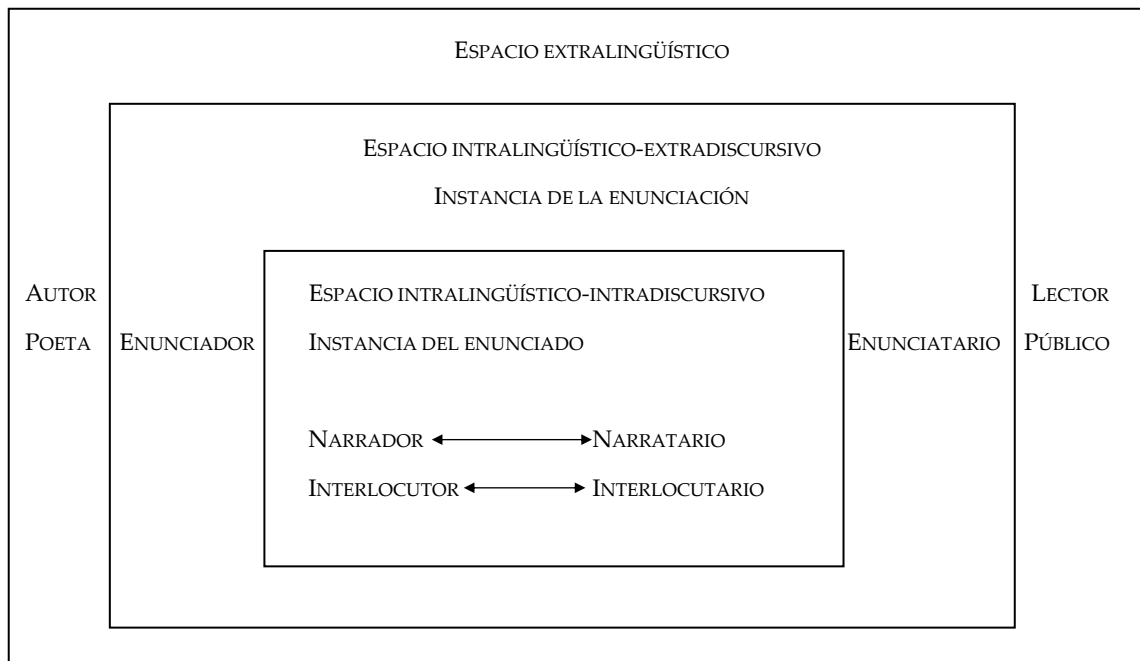 ESPACIO EXTRALINGÜÍSTICO
ESPACIO INTRALINGÜÍSTICO-EXTRADISCURSIVO
INSTANCIA DE LA ENUNCIACIÓN
AUTOR
POETA
ENUNCIADOR
ESPACIO INTRALINGÜÍSTICO-INTRADISCURSIVO
INSTANCIA DEL ENUNCIADO
NARRADOR NARRATARIO
INTERLOCUTOR INTERLOCUTARIO
ENUNCIATARIO
LECTOR
PÚBLICO